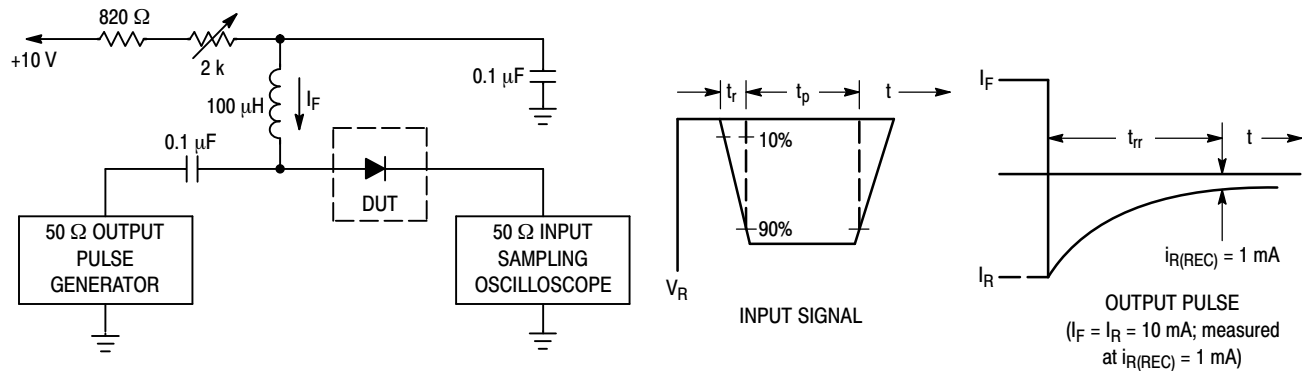 820 Ω
+10 V
2 k
100 μH
I_F
0.1 μF
0.1 μF
DUT
50 Ω OUTPUT
PULSE
GENERATOR
50 Ω INPUT
SAMPLING
OSCILLOSCOPE
t_r
t_p
t
10%
90%
V_R
INPUT SIGNAL
I_F
t_rr
t
I_R
i_R(REC) = 1 mA
OUTPUT PULSE
(I_F = I_R = 10 mA; measured
at i_R(REC) = 1 mA)